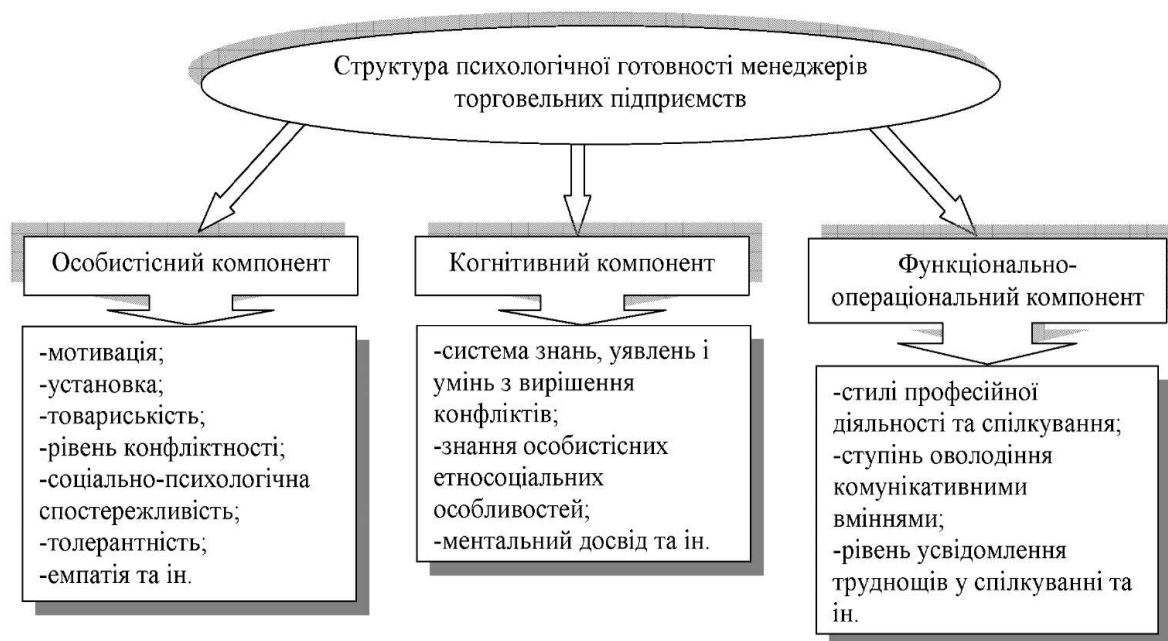 Структура психологічної готовності менеджерів
торговельних підприємств
Особистісний компонент
-мотивація;
-установка;
-товариськість;
-рівень конфліктності;
-соціально-психологічна
спостережливість;
-толерантність;
-емпатія та ін.
Когнітивний компонент
-система знань, уявлень і
умінь з вирішення
конфліктів;
-знання особистісних
етносоціальних
особливостей;
-ментальний досвід та ін.
Функціонально-
операціональний компонент
-стилі професійної
діяльності та спілкування;
-ступінь оволодіння
комунікативними
вміннями;
-рівень усвідомлення
труднощів у спілкуванні та
ін.